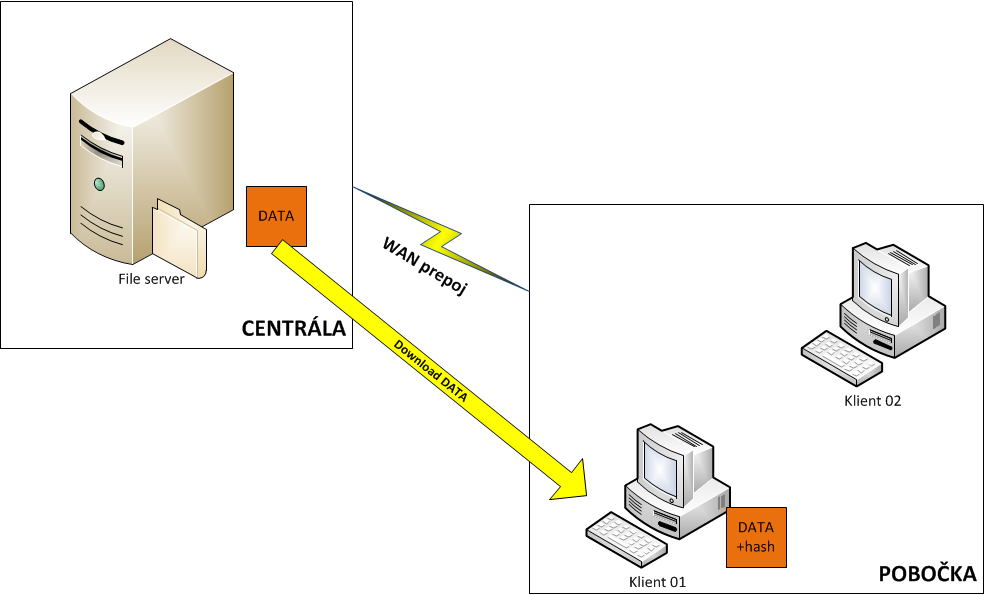 DATA
File server
CENTRÁLA
WAN prepoj
Download DATA
Klient 02
DATA
+hash
Klient 01
POBOČKA